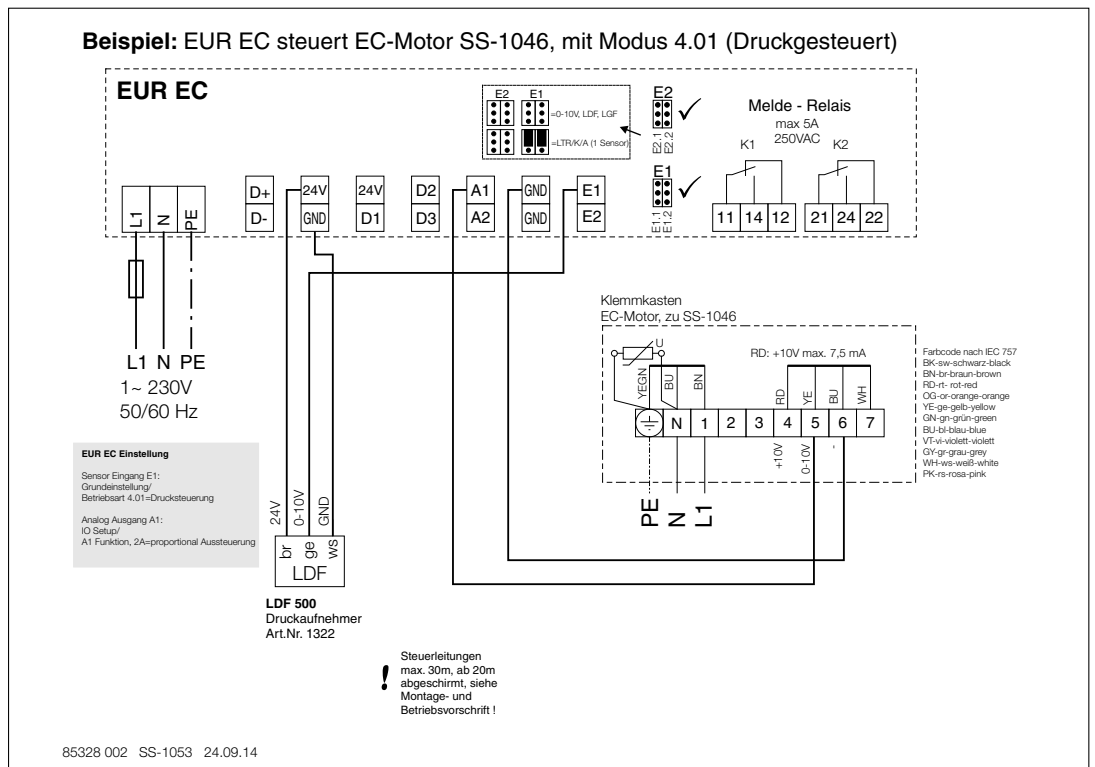 Beispiel: EUR EC steuert EC-Motor SS-1046, mit Modus 4.01 (Druckgesteuert)
EUR EC
E2 E1
=0-10V, LDF, LGF
=LTR/K/A (1 Sensor)
E2
E2.1
E2.2
E1
E1.1
E1.2
Melde - Relais
max 5A
250VAC
K1 K2
11 14 12 21 24 22
L1 N PE
D+ 24V 24V D2 A1 GND E1
D- GND D1 D3 A2 GND E2
L1 N PE
1~ 230V
50/60 Hz
EUR EC Einstellung
Sensor Eingang E1:
Grundeinstellung/
Betriebsart 4.01=Drucksteuerung
Analog Ausgang A1:
IO Setup/
A1 Funktion, 2A=proportional Aussteuerung
24V
0-10V
GND
br
ge
ws
LDF
LDF 500
Druckaufnehmer
Art.Nr. 1322
Klemmkasten
EC-Motor, zu SS-1046
U
RD: +10V max. 7,5 mA
YEGN
BU
BN
RD
YE
BU
WH
N 1 2 3 4 5 6 7
+10V
0-10V
-
PE
N
L1
Farbcode nach IEC 757
BK-sw-schwarz-black
BN-br-braun-brown
RD-rt- rot-red
OG-or-orange-orange
YE-ge-gelb-yellow
GN-gn-grün-green
BU-bl-blau-blue
VT-vi-violett-violett
GY-gr-grau-grey
WH-ws-weiß-white
PK-rs-rosa-pink
!
Steuerleitungen
max. 30m, ab 20m
abgeschirmt, siehe
Montage- und
Betriebsvorschrift !
85328 002 SS-1053 24.09.14